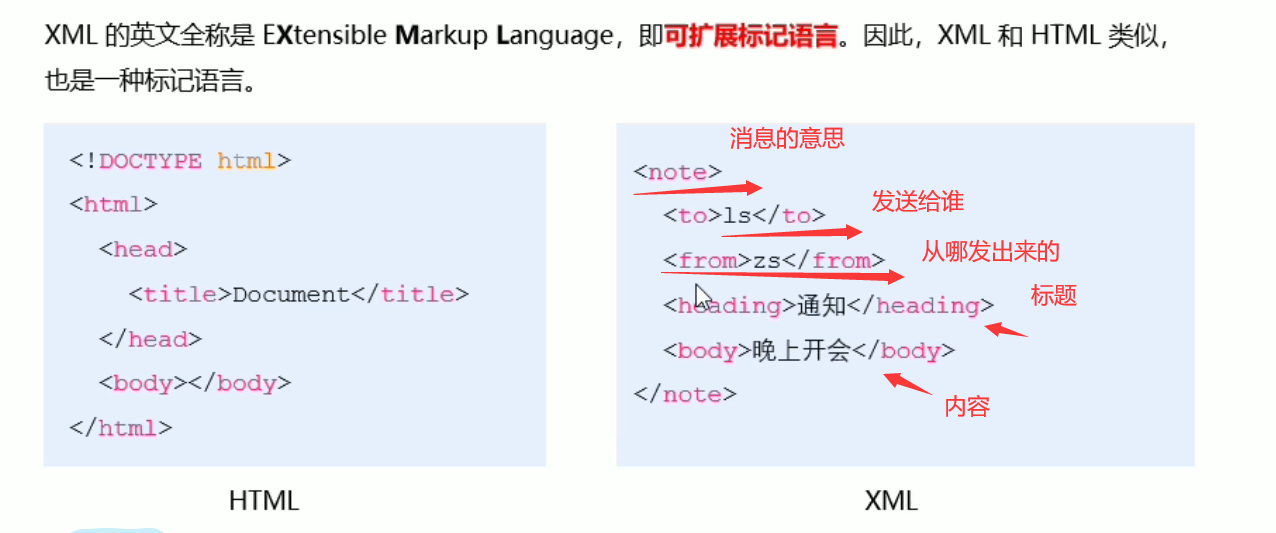 XML 的英文全称是 EXtensible Markup Language，即可扩展标记语言。因此，XML 和 HTML 类似，
也是一种标记语言。
<!DOCTYPE html>
<html>
<head>
<title>Document</title>
</head>
<body></body>
</html>
HTML
消息的意思
<note>
发送给谁
<to>ls</to>
从哪发出来的
<from>zs</from>
标题
<heading>通知</heading>
<body>晚上开会</body>
</note>
内容
XML